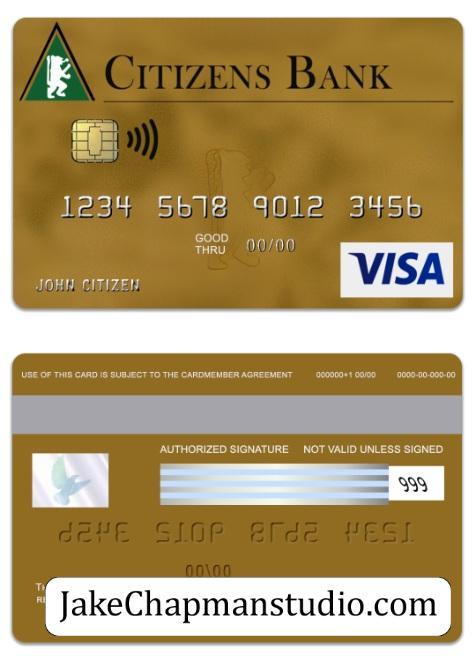 CITIZENS BANK
1234 5678 9012 3456
GOOD
THRU 00/00
VISA
JOHN CITIZEN
USE OF THIS CARD IS SUBJECT TO THE CARDMEMBER AGREEMENT 000000+1 00/00 0000-00-000-00
AUTHORIZED SIGNATURE NOT VALID UNLESS SIGNED
999
1234 5678 9012 3456
00/00
JakeChapmanstudio.com